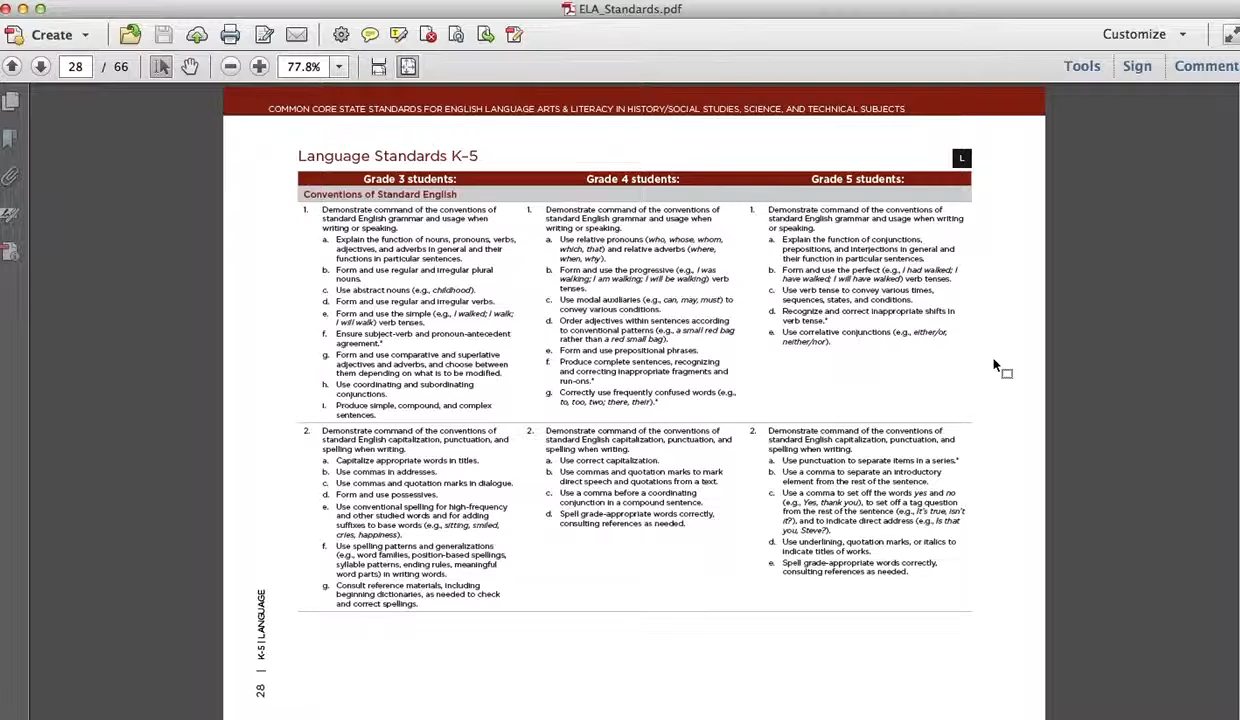 ELA_Standards.pdf
Create
Customize
28 / 66
77.8%
Tools
Sign
Comment
COMMON CORE STATE STANDARDS FOR ENGLISH LANGUAGE ARTS & LITERACY IN HISTORY/SOCIAL STUDIES, SCIENCE, AND TECHNICAL SUBJECTS
Language Standards K–5
L
Grade 3 students:
Grade 4 students:
Grade 5 students:
Conventions of Standard English
1. Demonstrate command of the conventions of
standard English grammar and usage when
writing or speaking.
a. Explain the function of nouns, pronouns, verbs,
adjectives, and adverbs in general and their
functions in particular sentences.
b. Form and use regular and irregular plural
nouns.
c. Use abstract nouns (e.g., childhood).
d. Form and use regular and irregular verbs.
e. Form and use the simple (e.g., I walked; I walk;
I will walk) verb tenses.
f. Ensure subject-verb and pronoun-antecedent
agreement.*
g. Form and use comparative and superlative
adjectives and adverbs, and choose between
them depending on what is to be modified.
h. Use coordinating and subordinating
conjunctions.
i. Produce simple, compound, and complex
sentences.
1. Demonstrate command of the conventions of
standard English grammar and usage when
writing or speaking.
a. Use relative pronouns (who, whose, whom,
which, that) and relative adverbs (where,
when, why).
b. Form and use the progressive (e.g., I was
walking; I am walking; I will be walking) verb
tenses.
c. Use modal auxiliaries (e.g., can, may, must) to
convey various conditions.
d. Order adjectives within sentences according
to conventional patterns (e.g., a small red bag
rather than a red small bag).
e. Form and use prepositional phrases.
f. Produce complete sentences, recognizing
and correcting inappropriate fragments and
run-ons.*
g. Correctly use frequently confused words (e.g.,
to, too, two; there, their).*
1. Demonstrate command of the conventions of
standard English grammar and usage when writing
or speaking.
a. Explain the function of conjunctions,
prepositions, and interjections in general and
their function in particular sentences.
b. Form and use the perfect (e.g., I had walked; I
have walked; I will have walked) verb tenses.
c. Use verb tense to convey various times,
sequences, states, and conditions.
d. Recognize and correct inappropriate shifts in
verb tense.*
e. Use correlative conjunctions (e.g., either/or,
neither/nor).
2. Demonstrate command of the conventions of
standard English capitalization, punctuation, and
spelling when writing.
a. Capitalize appropriate words in titles.
b. Use commas in addresses.
c. Use commas and quotation marks in dialogue.
d. Form and use possessives.
e. Use conventional spelling for high-frequency
and other studied words and for adding
suffixes to base words (e.g., sitting, smiled,
cries, happiness).
f. Use spelling patterns and generalizations
(e.g., word families, position-based spellings,
syllable patterns, ending rules, meaningful
word parts) in writing words.
g. Consult reference materials, including
beginning dictionaries, as needed to check
and correct spellings.
2. Demonstrate command of the conventions of
standard English capitalization, punctuation, and
spelling when writing.
a. Use correct capitalization.
b. Use commas and quotation marks to mark
direct speech and quotations from a text.
c. Use a comma before a coordinating
conjunction in a compound sentence.
d. Spell grade-appropriate words correctly,
consulting references as needed.
2. Demonstrate command of the conventions of
standard English capitalization, punctuation, and
spelling when writing.
a. Use punctuation to separate items in a series.*
b. Use a comma to separate an introductory
element from the rest of the sentence.
c. Use a comma to set off the words yes and no
(e.g., Yes, thank you), to set off a tag question
from the rest of the sentence (e.g., It's true, isn't
it?), and to indicate direct address (e.g., Is that
you, Steve?).
d. Use underlining, quotation marks, or italics to
indicate titles of works.
e. Spell grade-appropriate words correctly,
consulting references as needed.
28 | K-5 | LANGUAGE